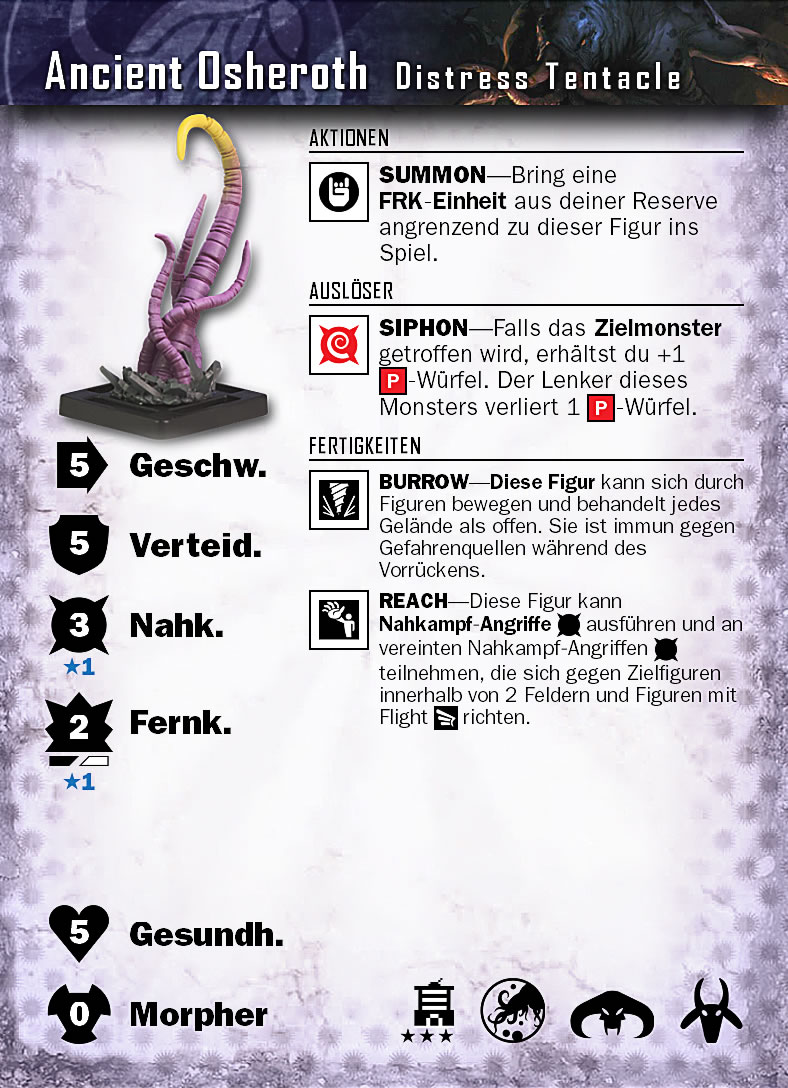 Ancient Osheroth Distress Tentacle
AKTIONEN
SUMMON—Bring eine
FRK-Einheit aus deiner Reserve
angrenzend zu dieser Figur ins
Spiel.
AUSLÖSER
SIPHON—Falls das Zielmonster
getroffen wird, erhältst du +1
P-Würfel. Der Lenker dieses
Monsters verliert 1 P-Würfel.
FERTIGKEITEN
BURROW—Diese Figur kann sich durch
Figuren bewegen und behandelt jedes
Gelände als offen. Sie ist immun gegen
Gefahrenquellen während des
Vorrückens.
REACH—Diese Figur kann
Nahkampf-Angriffe ausführen und an
vereinten Nahkampf-Angriffen
teilnehmen, die sich gegen Zielfiguren
innerhalb von 2 Feldern und Figuren mit
Flight richten.
5 Geschw.
5 Verteid.
3 Nahk.
★1
2 Fernk.
★1
5 Gesundh.
0 Morpher
★★★